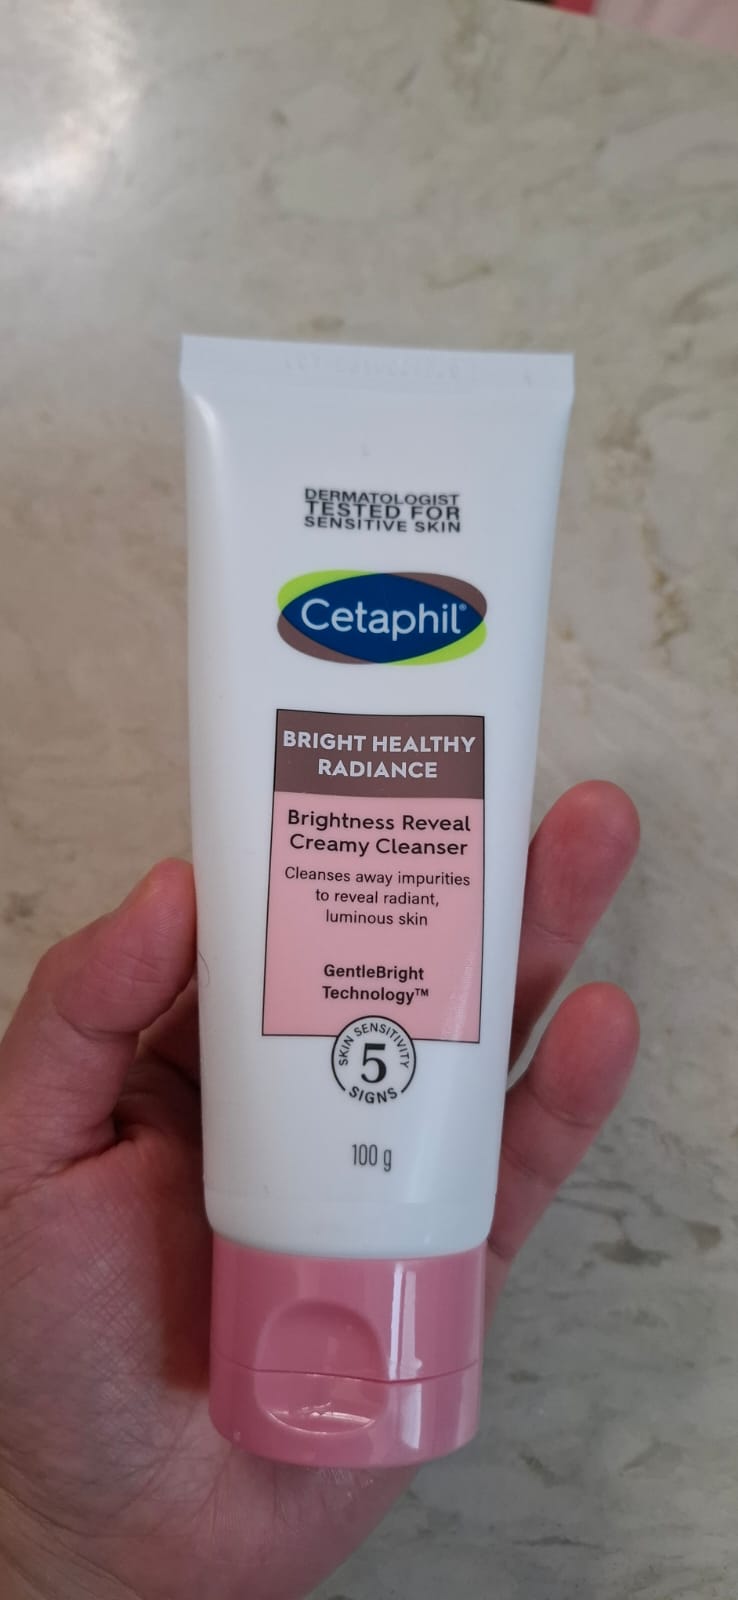 DERMATOLOGIST
TESTED FOR
SENSITIVE SKIN
Cetaphil®
BRIGHT HEALTHY
RADIANCE
Brightness Reveal
Creamy Cleanser
Cleanses away impurities
to reveal radiant,
luminous skin
GentleBright
Technology™
SKIN SENSITIVITY
5
SIGNS
100 g